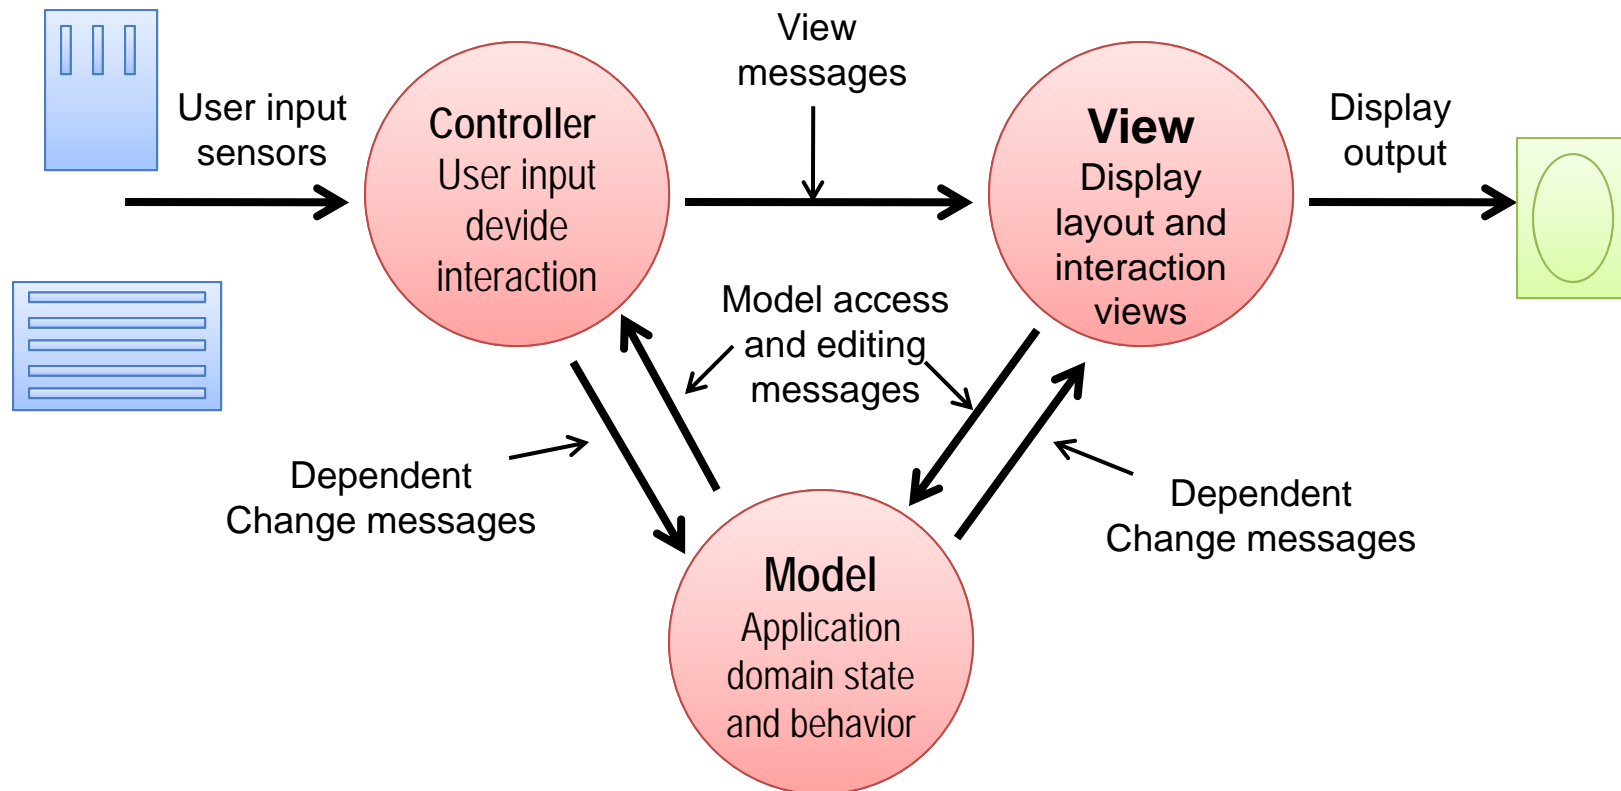 User input
sensors
Controller
User input
devide
interaction
View
messages
View
Display
layout and
interaction
views
Display
output
Model access
and editing
messages
Dependent
Change messages
Dependent
Change messages
Model
Application
domain state
and behavior